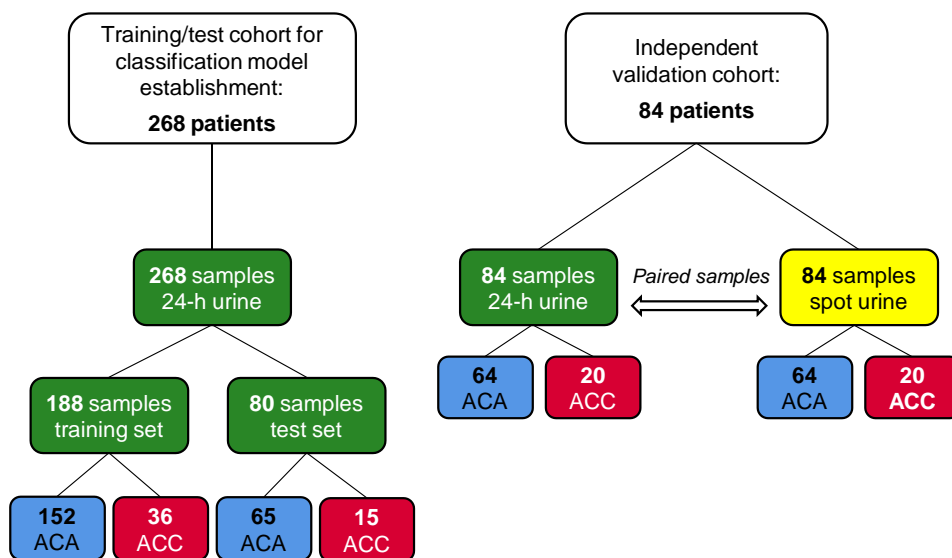 Training/test cohort for
classification model
establishment:
268 patients
268 samples
24-h urine
188 samples
training set
80 samples
test set
152
ACA
36
ACC
65
ACA
15
ACC
Independent
validation cohort:
84 patients
84 samples
24-h urine
Paired samples
84 samples
spot urine
64
ACA
20
ACC
64
ACA
20
ACC